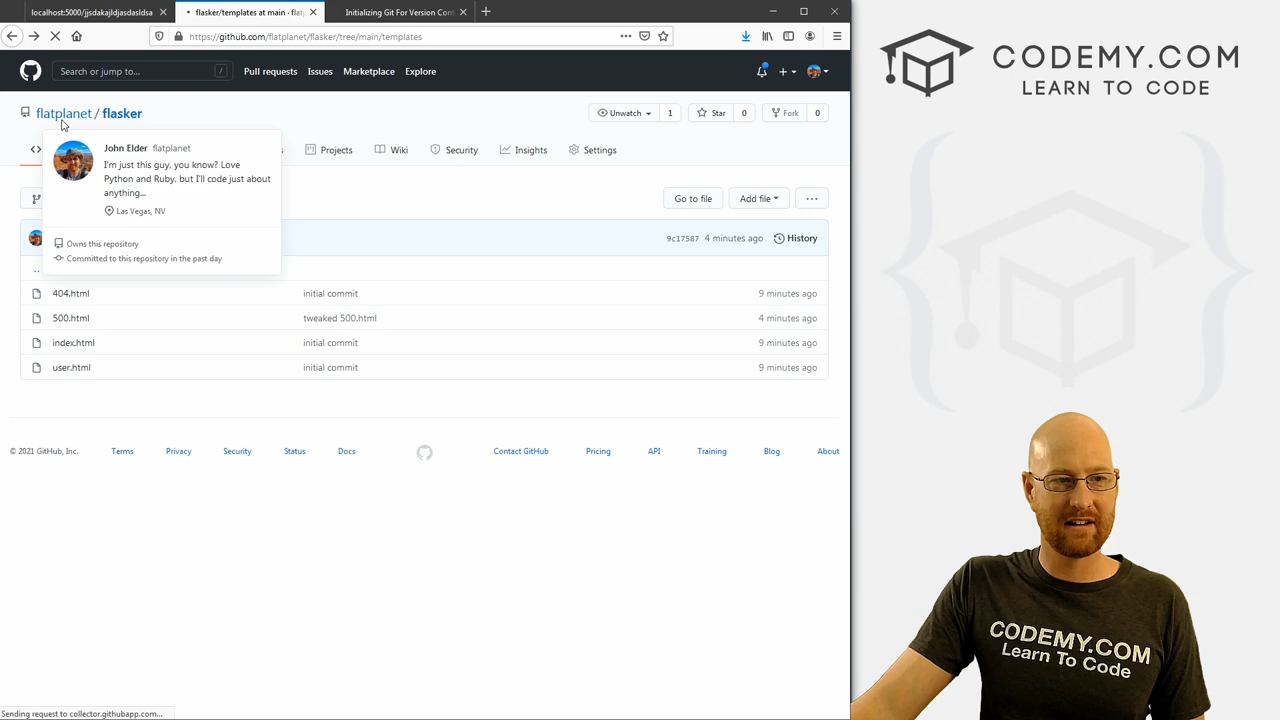 localhost:5000/jjsdakajldjasdasldsa
flasker/templates at main · flatp
Initializing Git For Version Cont
https://github.com/flatplanet/flasker/tree/main/templates
Search or jump to...
/
Pull requests
Issues
Marketplace
Explore
flatplanet / flasker
Unwatch
1
Star
0
Fork
0
Projects
Wiki
Security
Insights
Settings
John Elder flatplanet
I'm just this guy, you know? Love
Python and Ruby, but I'll code just about
anything...
Las Vegas, NV
Owns this repository
Committed to this repository in the past day
Go to file
Add file
9c17587 4 minutes ago
History
..
404.html initial commit 9 minutes ago
500.html tweaked 500.html 4 minutes ago
index.html initial commit 9 minutes ago
user.html initial commit 9 minutes ago
© 2021 GitHub, Inc.
Terms
Privacy
Security
Status
Docs
Contact GitHub
Pricing
API
Training
Blog
About
Sending request to collector.githubapp.com...
CODEMY.COM
LEARN TO CODE
CODEMY.COM
Learn To Code